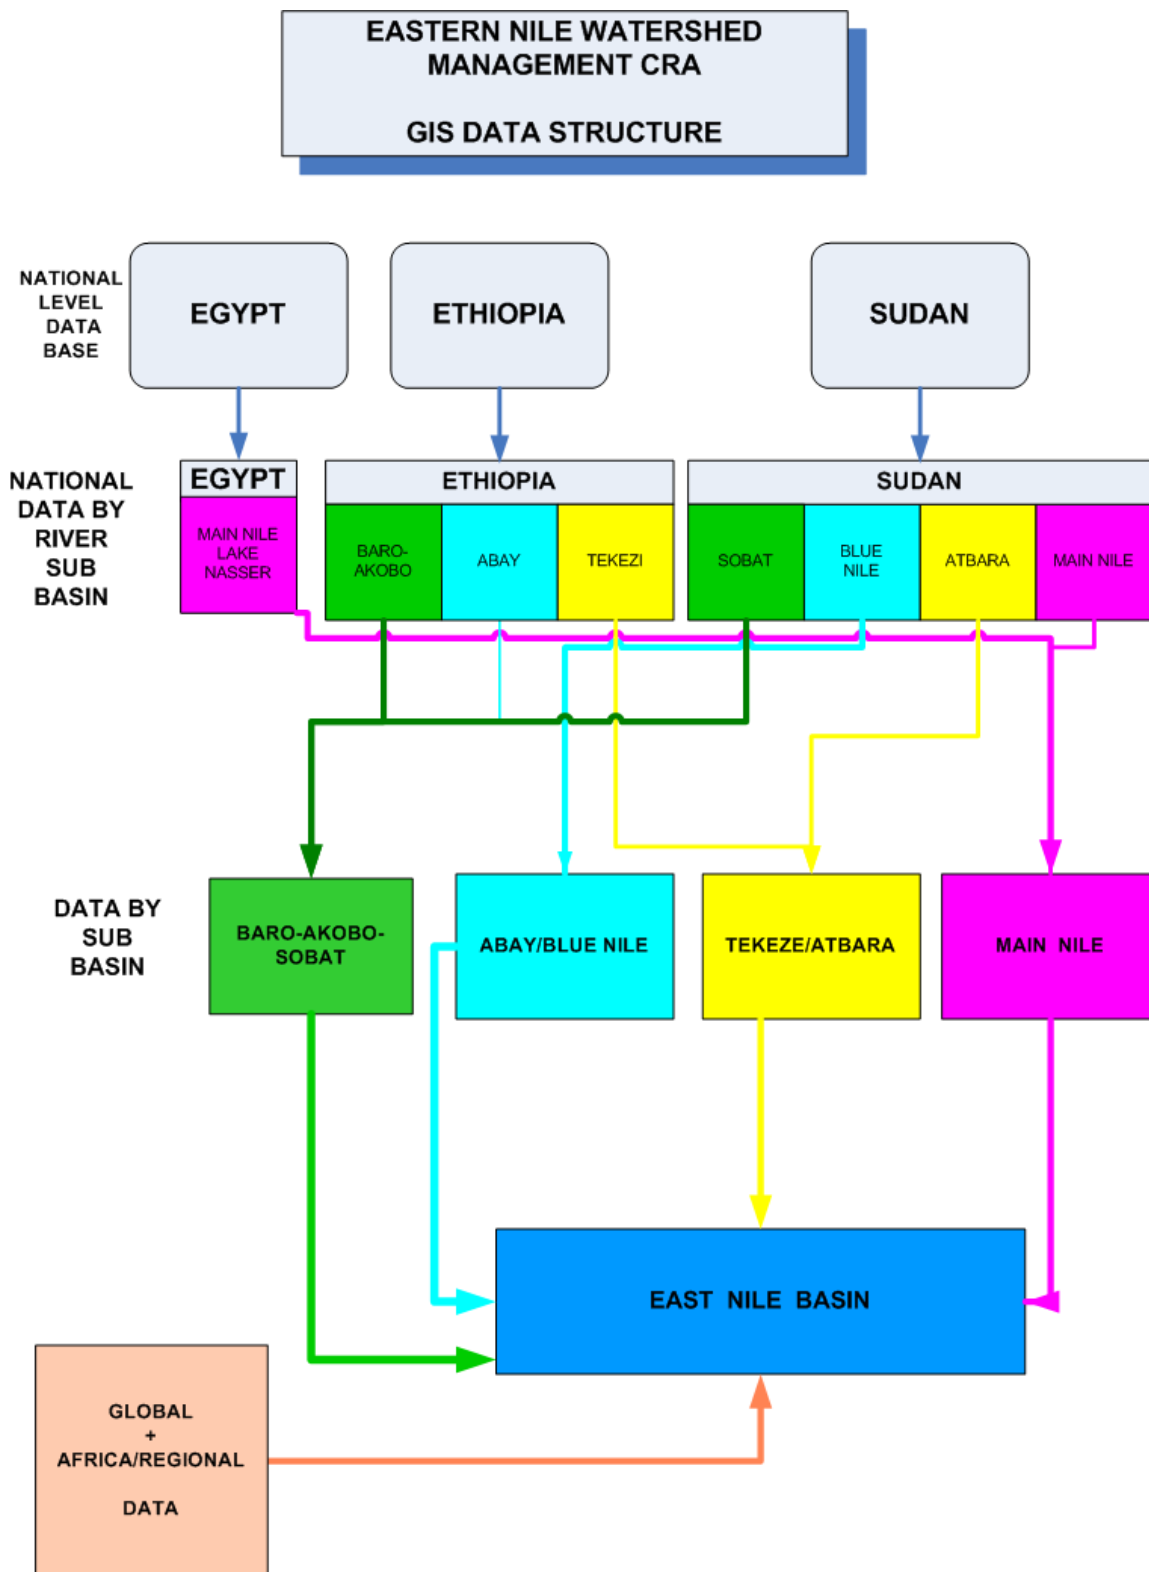 EASTERN NILE WATERSHED
MANAGEMENT CRA
GIS DATA STRUCTURE
NATIONAL
LEVEL
DATA
BASE
EGYPT
ETHIOPIA
SUDAN
NATIONAL
DATA BY
RIVER
SUB
BASIN
EGYPT
MAIN NILE
LAKE
NASSER
ETHIOPIA
BARO-
AKOBO
ABAY
TEKEZI
SUDAN
SOBAT
BLUE
NILE
ATBARA
MAIN NILE
DATA BY
SUB
BASIN
BARO-AKOBO-
SOBAT
ABAY/BLUE NILE
TEKEZE/ATBARA
MAIN NILE
EAST NILE BASIN
GLOBAL
+
AFRICA/REGIONAL
DATA